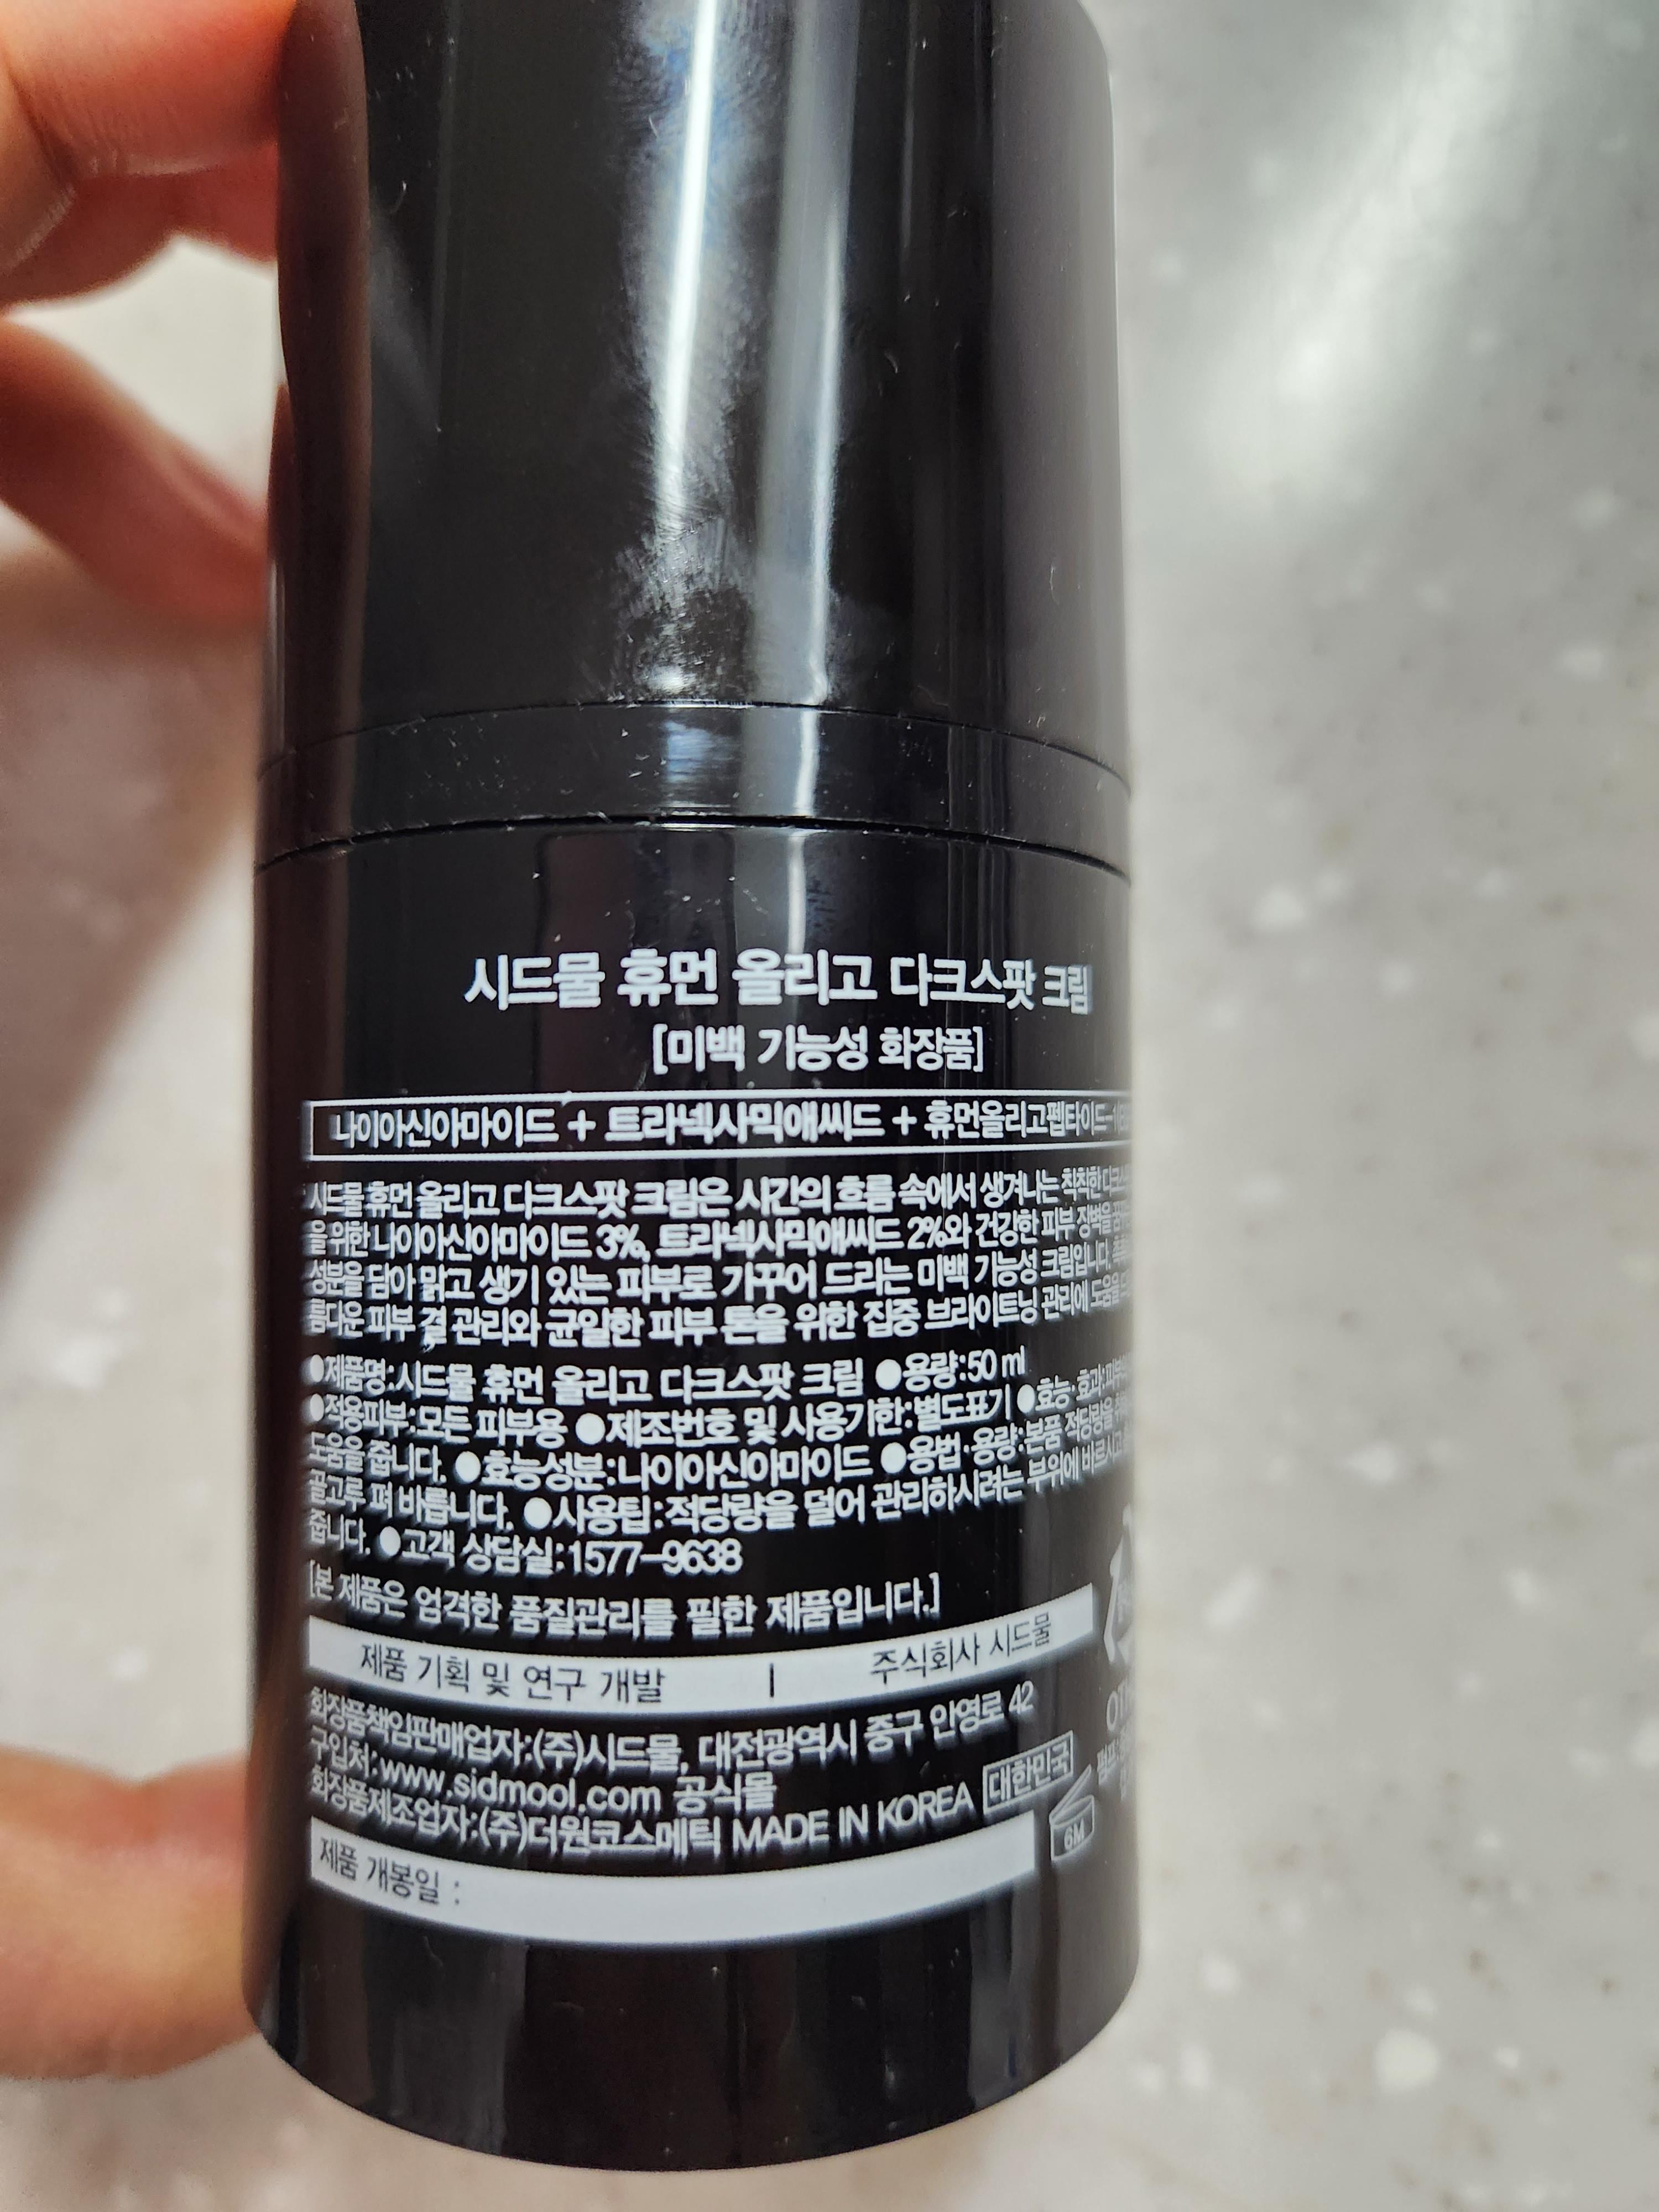 시드물 휴먼 올리고 다크스팟 크림
[미백 기능성 화장품]
나이아신아마이드 + 트라넥사믹애씨드 + 휴먼올리고펩타이드-1
시드물 휴먼 올리고 다크스팟 크림은 시간의 흐름 속에서 생겨나는 칙칙한
을 위한 나이아신아마이드 3%, 트라넥사믹애씨드 2%와 건강한 피부 장벽을
성분을 담아 맑고 생기 있는 피부로 가꾸어 드리는 미백 기능성 크림입니다.
름다운 피부 결 관리와 균일한 피부 톤을 위한 집중 브라이트닝 관리에 도움을
●제품명:시드물 휴먼 올리고 다크스팟 크림 ●용량:50 ml
●적용피부:모든 피부용 ●제조번호 및 사용기한:별도표기 ●효능·효과:
도움을 줍니다. ●효능성분:나이아신아마이드 ●용법·용량:본품 적당량을
골고루 펴 바릅니다. ●사용팁:적당량을 덜어 관리하시려는 부위에 바르시고
줍니다. ●고객 상담실:1577-9638
[본 제품은 엄격한 품질관리를 필한 제품입니다.]
제품 기획 및 연구 개발 | 주식회사 시드물
화장품책임판매업자:(주)시드물, 대전광역시 중구 안영로 42
구입처:www.sidmool.com 공식몰
화장품제조업자:(주)더원코스메틱 MADE IN KOREA 대한민국
6M
제품 개봉일 :